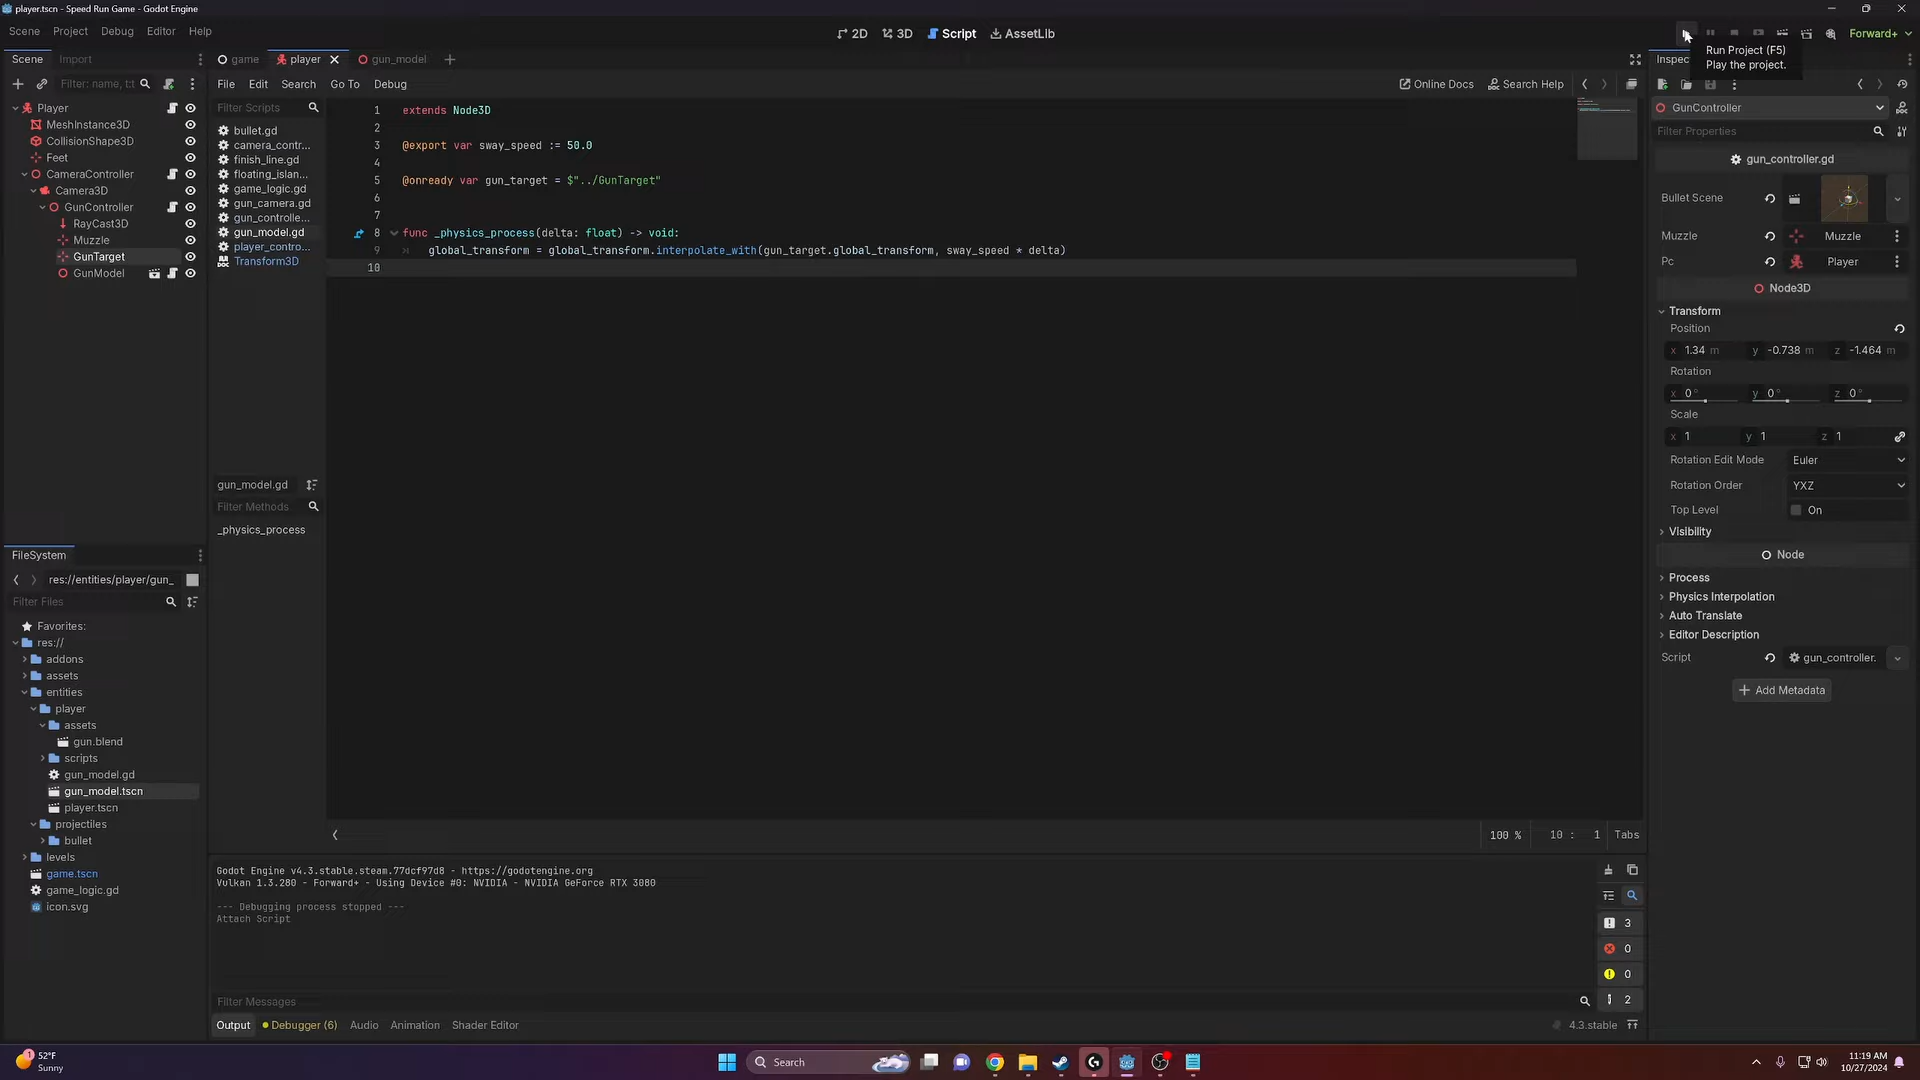 player.tscn - Speed Run Game - Godot Engine
Scene Project Debug Editor Help
2D 3D Script AssetLib
Forward+
Run Project (F5)
Play the project.
Scene Import
game player gun_model
Inspec
Filter: name, t:t
File Edit Search Go To Debug
Online Docs Search Help
Filter Scripts
GunController
Filter Properties
Player
MeshInstance3D
CollisionShape3D
Feet
CameraController
Camera3D
GunController
RayCast3D
Muzzle
GunTarget
GunModel
bullet.gd
camera_contr...
finish_line.gd
floating_islan...
game_logic.gd
gun_camera.gd
gun_controlle...
gun_model.gd
player_contro...
Transform3D
gun_model.gd
Filter Methods
_physics_process
1 extends Node3D
2
3 @export var sway_speed := 50.0
4
5 @onready var gun_target = $"../GunTarget"
6
7
8 func _physics_process(delta: float) -> void:
9 global_transform = global_transform.interpolate_with(gun_target.global_transform, sway_speed * delta)
10
100 % 10 : 1 Tabs
gun_controller.gd
Bullet Scene
Muzzle Muzzle
Pc Player
Node3D
Transform
Position
x 1.34 m y -0.738 m z -1.464 m
Rotation
x 0° y 0° z 0°
Scale
x 1 y 1 z 1
Rotation Edit Mode Euler
Rotation Order YXZ
Top Level On
Visibility
Node
Process
Physics Interpolation
Auto Translate
Editor Description
Script gun_controller.
Add Metadata
FileSystem
res://entities/player/gun_
Filter Files
Favorites:
res://
addons
assets
entities
player
assets
gun.blend
scripts
gun_model.gd
gun_model.tscn
player.tscn
projectiles
bullet
levels
game.tscn
game_logic.gd
icon.svg
Godot Engine v4.3.stable.steam.77dcf97d8 - https://godotengine.org
Vulkan 1.3.280 - Forward+ - Using Device #0: NVIDIA - NVIDIA GeForce RTX 3080
--- Debugging process stopped ---
Attach Script
3
0
0
2
Filter Messages
Output Debugger (6) Audio Animation Shader Editor
4.3.stable
1
52°F
Sunny
Search
11:19 AM
10/27/2024